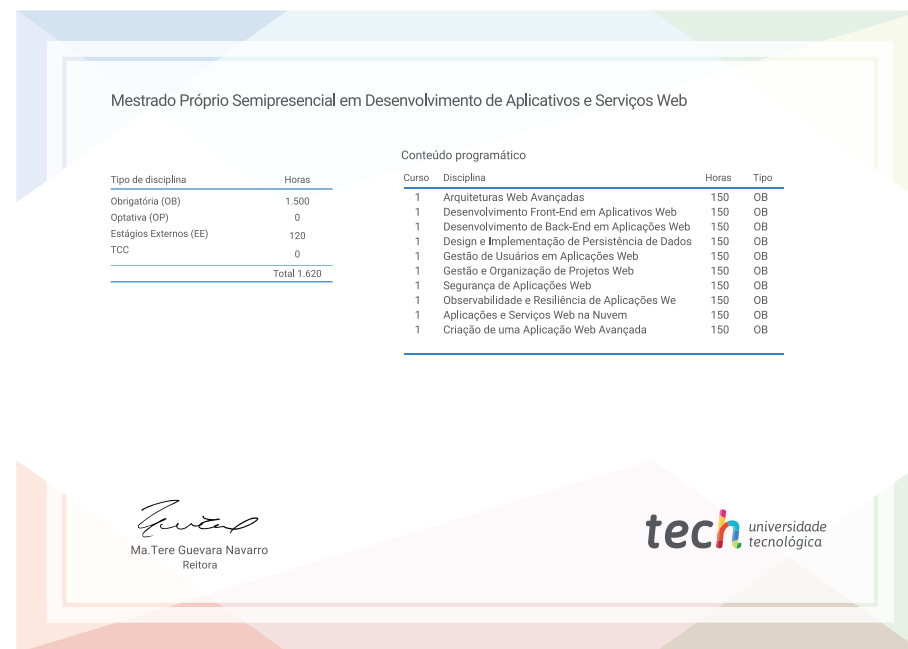 Mestrado Próprio Semipresencial em Desenvolvimento de Aplicativos e Serviços Web
Tipo de disciplina Horas
Obrigatória (OB) 1.500
Optativa (OP) 0
Estágios Externos (EE) 120
TCC 0
Total 1.620
Conteúdo programático
Curso Disciplina Horas Tipo
1 Arquiteturas Web Avançadas 150 OB
1 Desenvolvimento Front-End em Aplicativos Web 150 OB
1 Desenvolvimento de Back-End em Aplicações Web 150 OB
1 Design e Implementação de Persistência de Dados 150 OB
1 Gestão de Usuários em Aplicações Web 150 OB
1 Gestão e Organização de Projetos Web 150 OB
1 Segurança de Aplicações Web 150 OB
1 Observabilidade e Resiliência de Aplicações We 150 OB
1 Aplicações e Serviços Web na Nuvem 150 OB
1 Criação de uma Aplicação Web Avançada 150 OB
Ma.Tere Guevara Navarro
Reitora
tech universidade
tecnológica